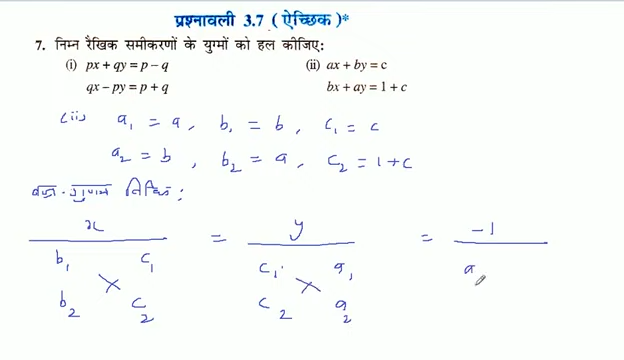 प्रश्नावली 3.7 ( ऐच्छिक )*
7. निम्न रैखिक समीकरणों के युग्मों को हल कीजिए:
(i) px + qy = p – q (ii) ax + by = c
qx – py = p + q bx + ay = 1 + c
(ii) a₁ = a, b₁ = b, c₁ = c
a₂ = b, b₂ = a, c₂ = 1+c
वज्र-गुणन विधि:
x = y = -1
b₁ c₁ c₁ a₁ a
b₂ c₂ c₂ a₂